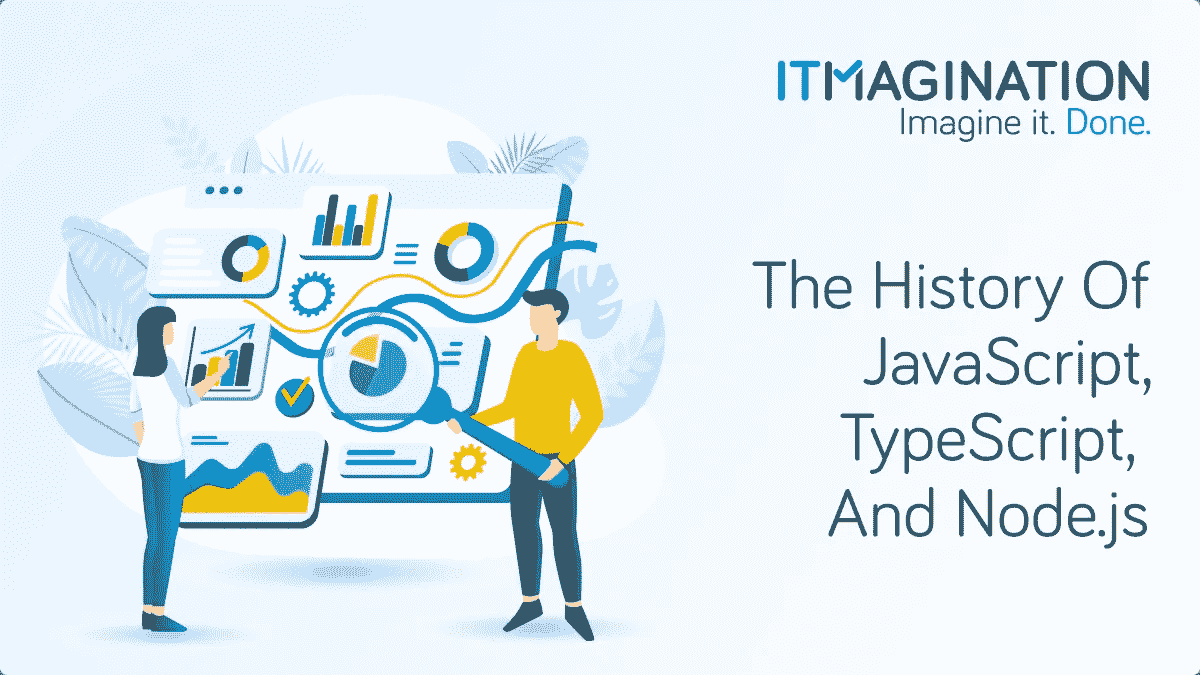 ITMAGINATION
Imagine it. Done.
The History Of
JavaScript,
TypeScript,
And Node.js